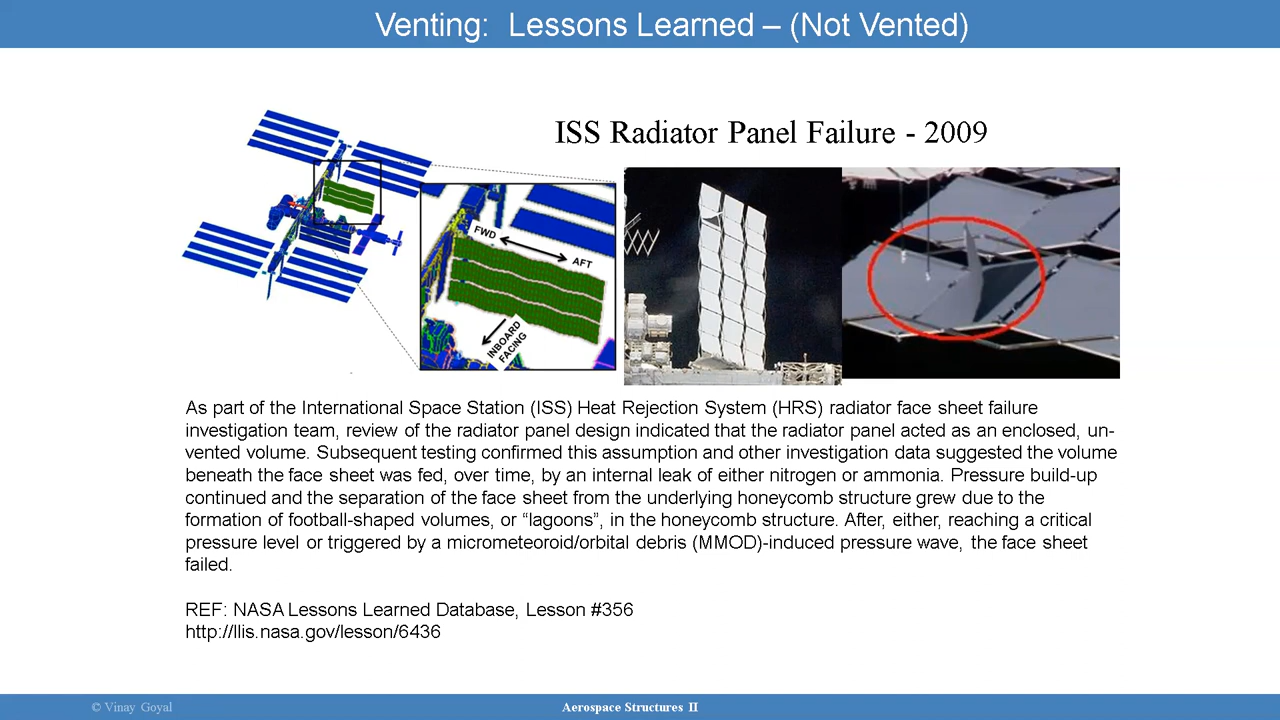 Venting:  Lessons Learned – (Not Vented)
ISS Radiator Panel Failure - 2009
FWD
AFT
INBOARD
FACING
As part of the International Space Station (ISS) Heat Rejection System (HRS) radiator face sheet failure
investigation team, review of the radiator panel design indicated that the radiator panel acted as an enclosed, un-
vented volume. Subsequent testing confirmed this assumption and other investigation data suggested the volume
beneath the face sheet was fed, over time, by an internal leak of either nitrogen or ammonia. Pressure build-up
continued and the separation of the face sheet from the underlying honeycomb structure grew due to the
formation of football-shaped volumes, or “lagoons”, in the honeycomb structure. After, either, reaching a critical
pressure level or triggered by a micrometeoroid/orbital debris (MMOD)-induced pressure wave, the face sheet
failed.
REF: NASA Lessons Learned Database, Lesson #356
http://llis.nasa.gov/lesson/6436
© Vinay Goyal
Aerospace Structures II